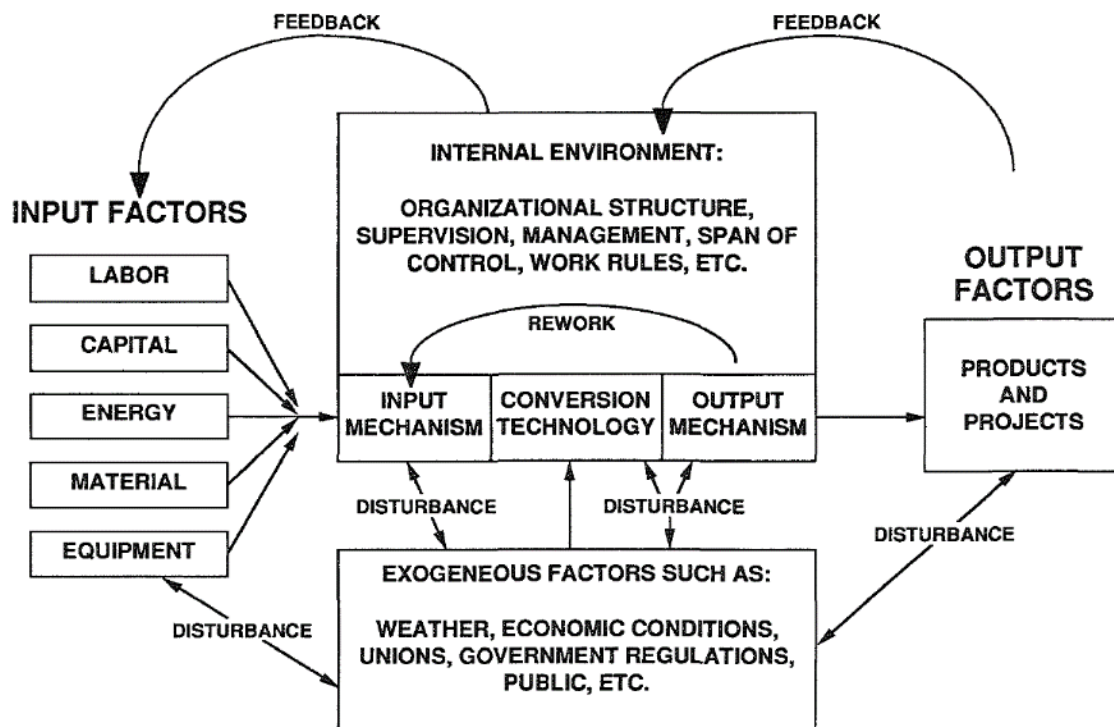 FEEDBACK
FEEDBACK
INTERNAL ENVIRONMENT:
ORGANIZATIONAL STRUCTURE,
SUPERVISION, MANAGEMENT, SPAN OF
CONTROL, WORK RULES, ETC.
INPUT FACTORS
LABOR
CAPITAL
ENERGY
MATERIAL
EQUIPMENT
REWORK
INPUT
MECHANISM
CONVERSION
TECHNOLOGY
OUTPUT
MECHANISM
OUTPUT
FACTORS
PRODUCTS
AND
PROJECTS
DISTURBANCE
DISTURBANCE
DISTURBANCE
DISTURBANCE
EXOGENEOUS FACTORS SUCH AS:
WEATHER, ECONOMIC CONDITIONS,
UNIONS, GOVERNMENT REGULATIONS,
PUBLIC, ETC.